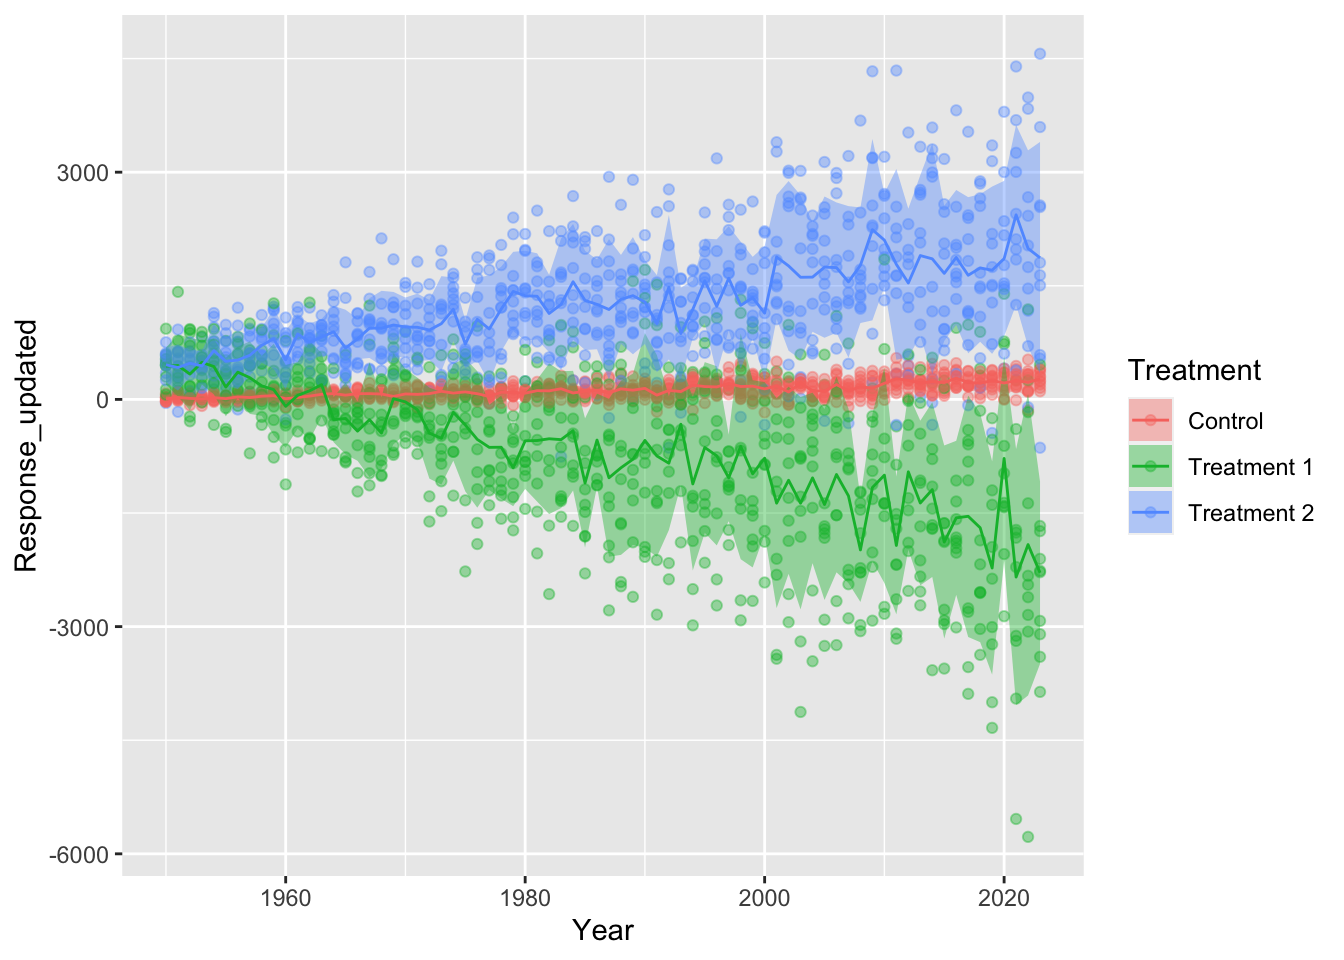 Response_updated
3000
0
-3000
-6000
1960
1980
2000
2020
Year
Treatment
Control
Treatment 1
Treatment 2